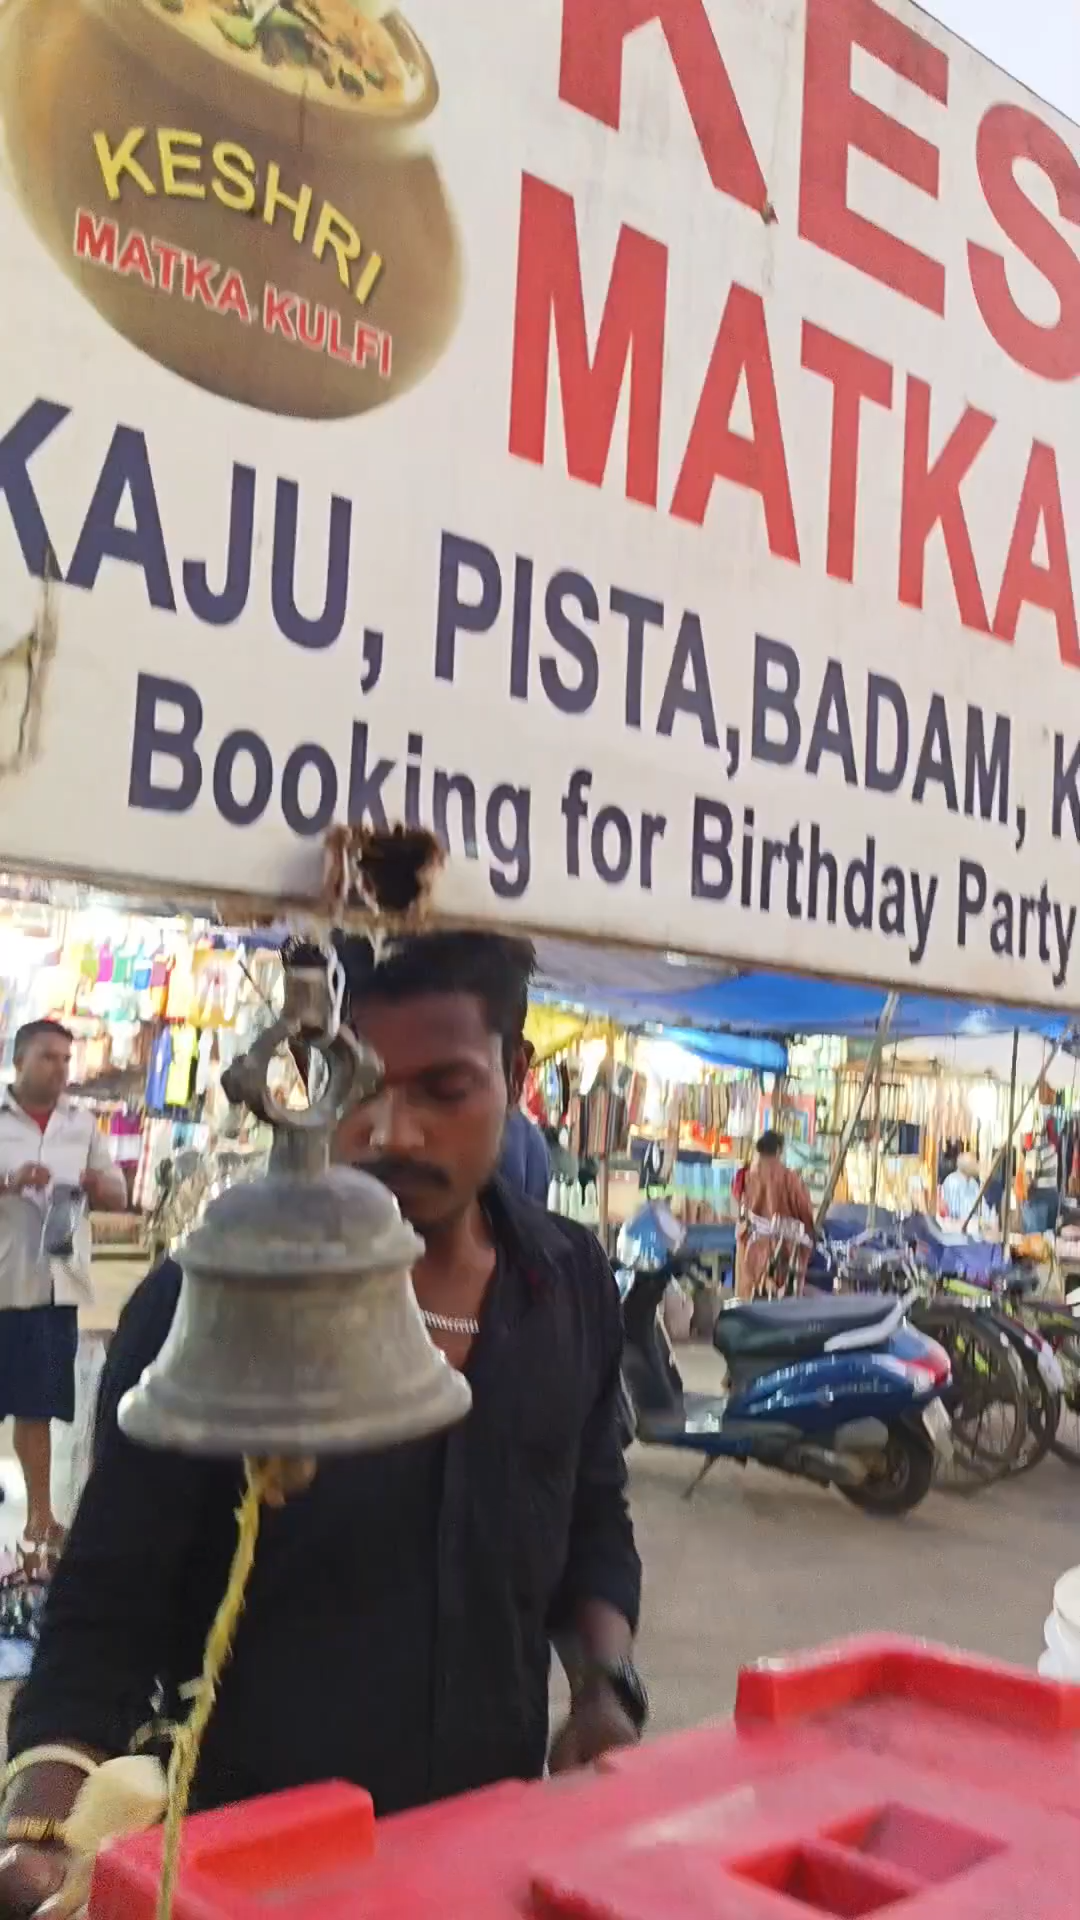 KESHRI
MATKA KULFI
KES
MATKA
KAJU, PISTA,BADAM, K
Booking for Birthday Party